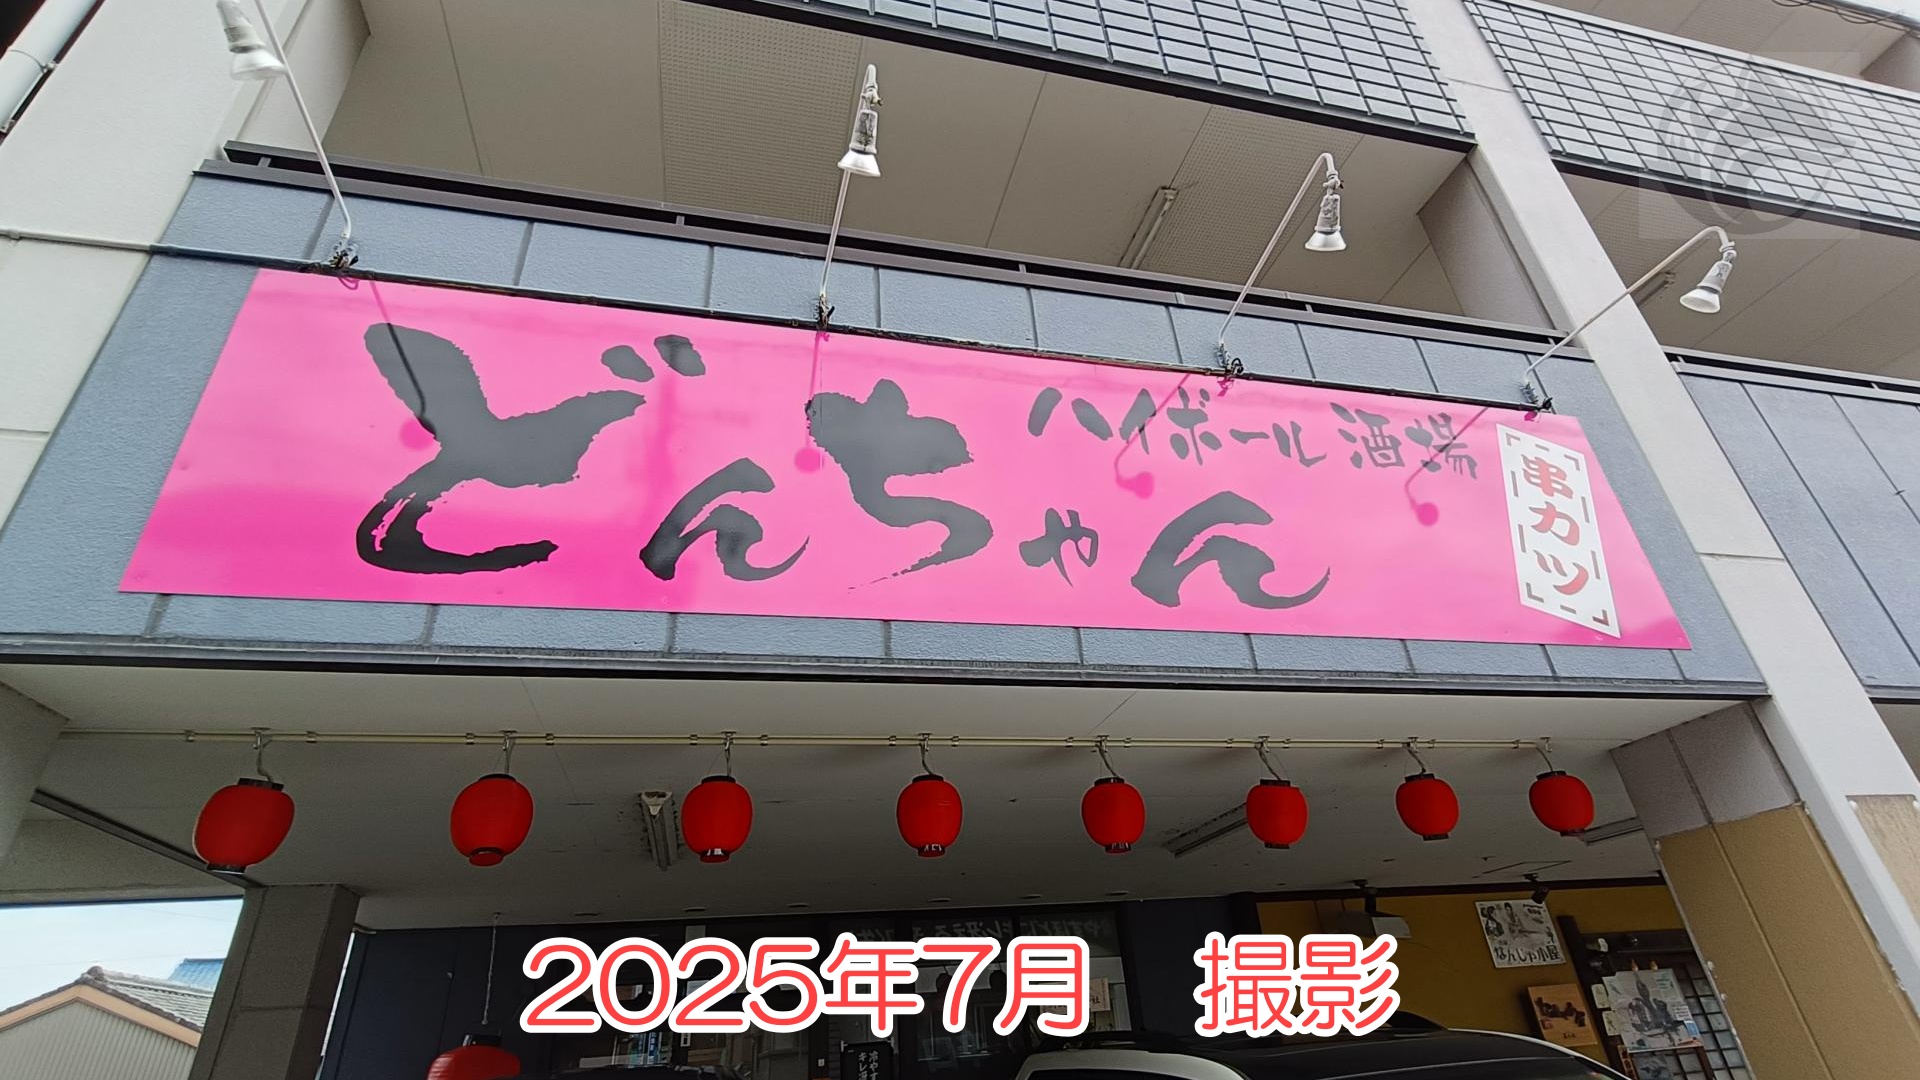 ハイボール酒場
どんちゃん
串カツ
なんじゃ小屋
2025年7月 撮影